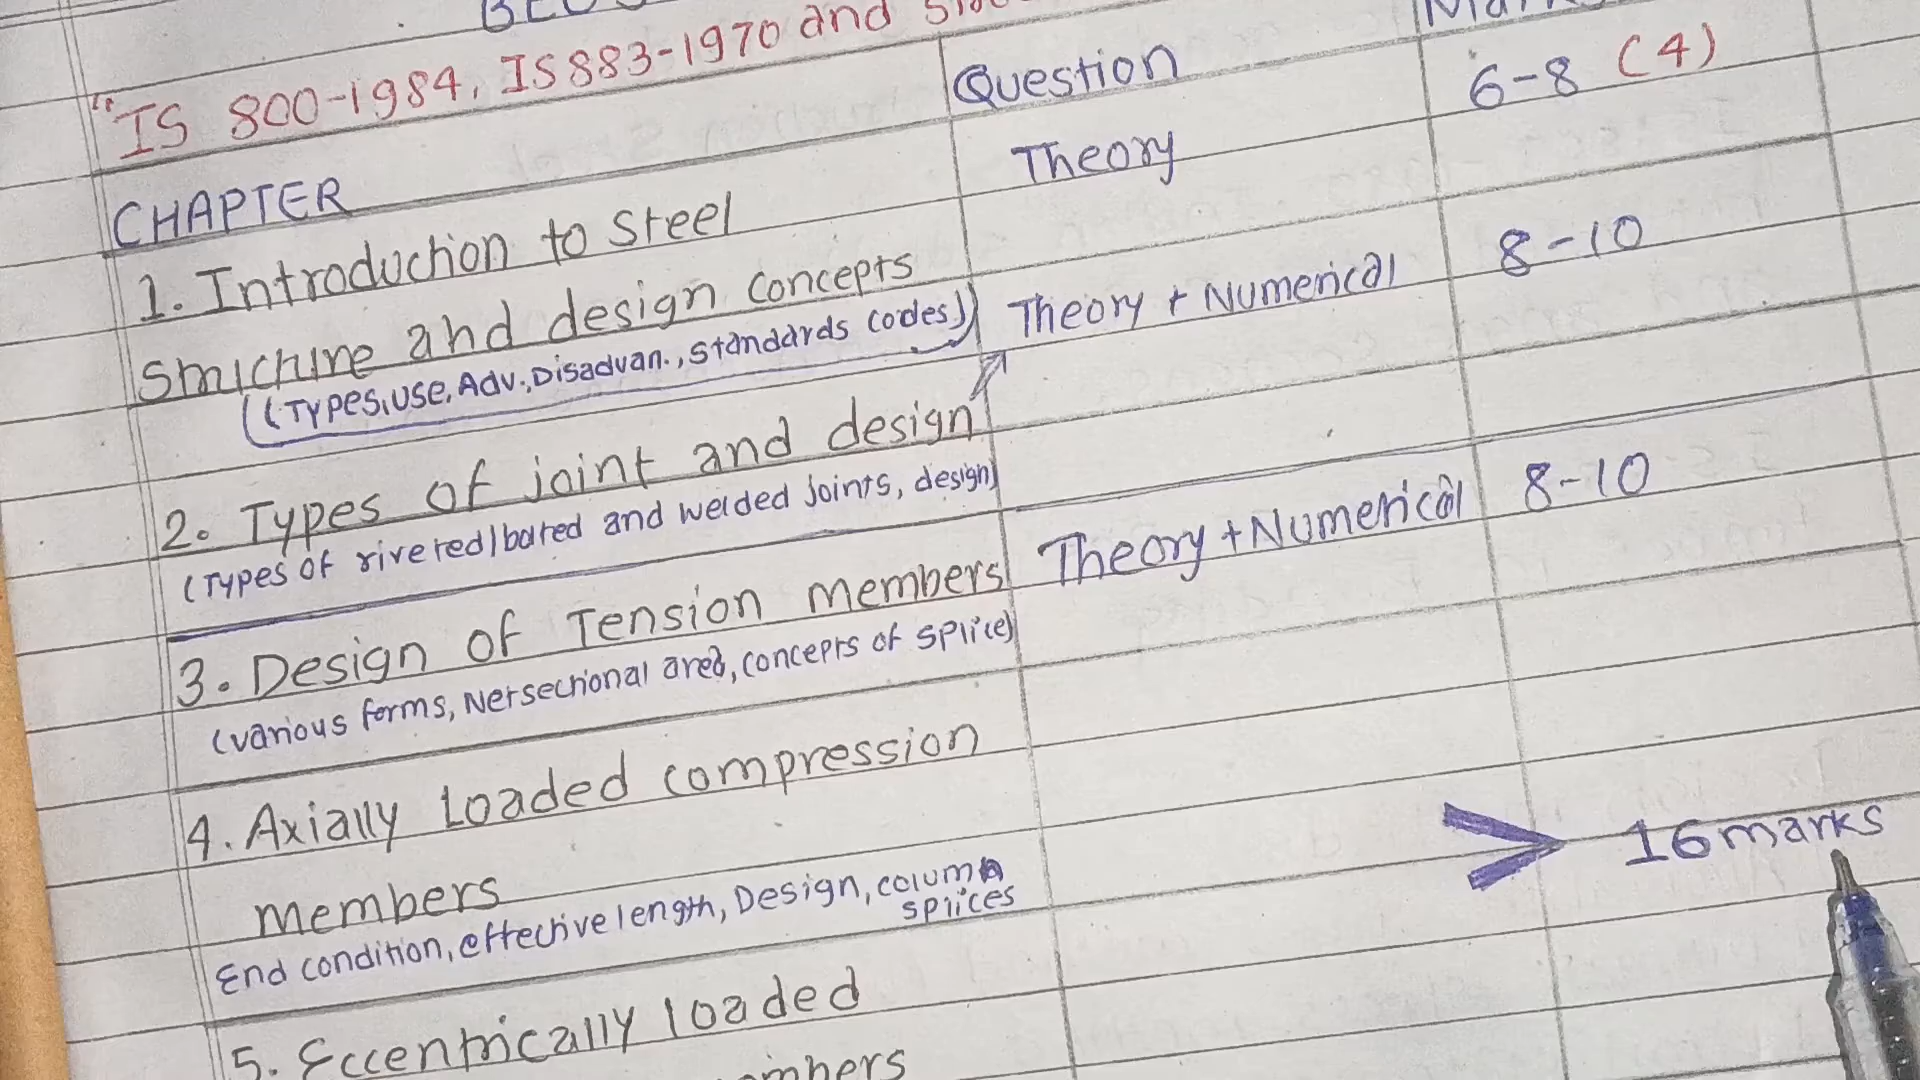 "IS 800-1984, IS 883-1970 and
Question
6-8 (4)
CHAPTER
Theory
1. Introduction to steel
structure and design concepts
((Types, use, Adv., Disadvan., standards codes))
Theory + Numerical
8-10
2. Types of joint and design
(Types of riveted/bolted and welded joints, design)
3. Design of Tension members
Theory + Numerical
8-10
(various forms, Net sectional area, concepts of splice)
4. Axially Loaded compression
members
End condition, effective length, Design, column
splices
16 marks
5. Eccentrically loaded
members